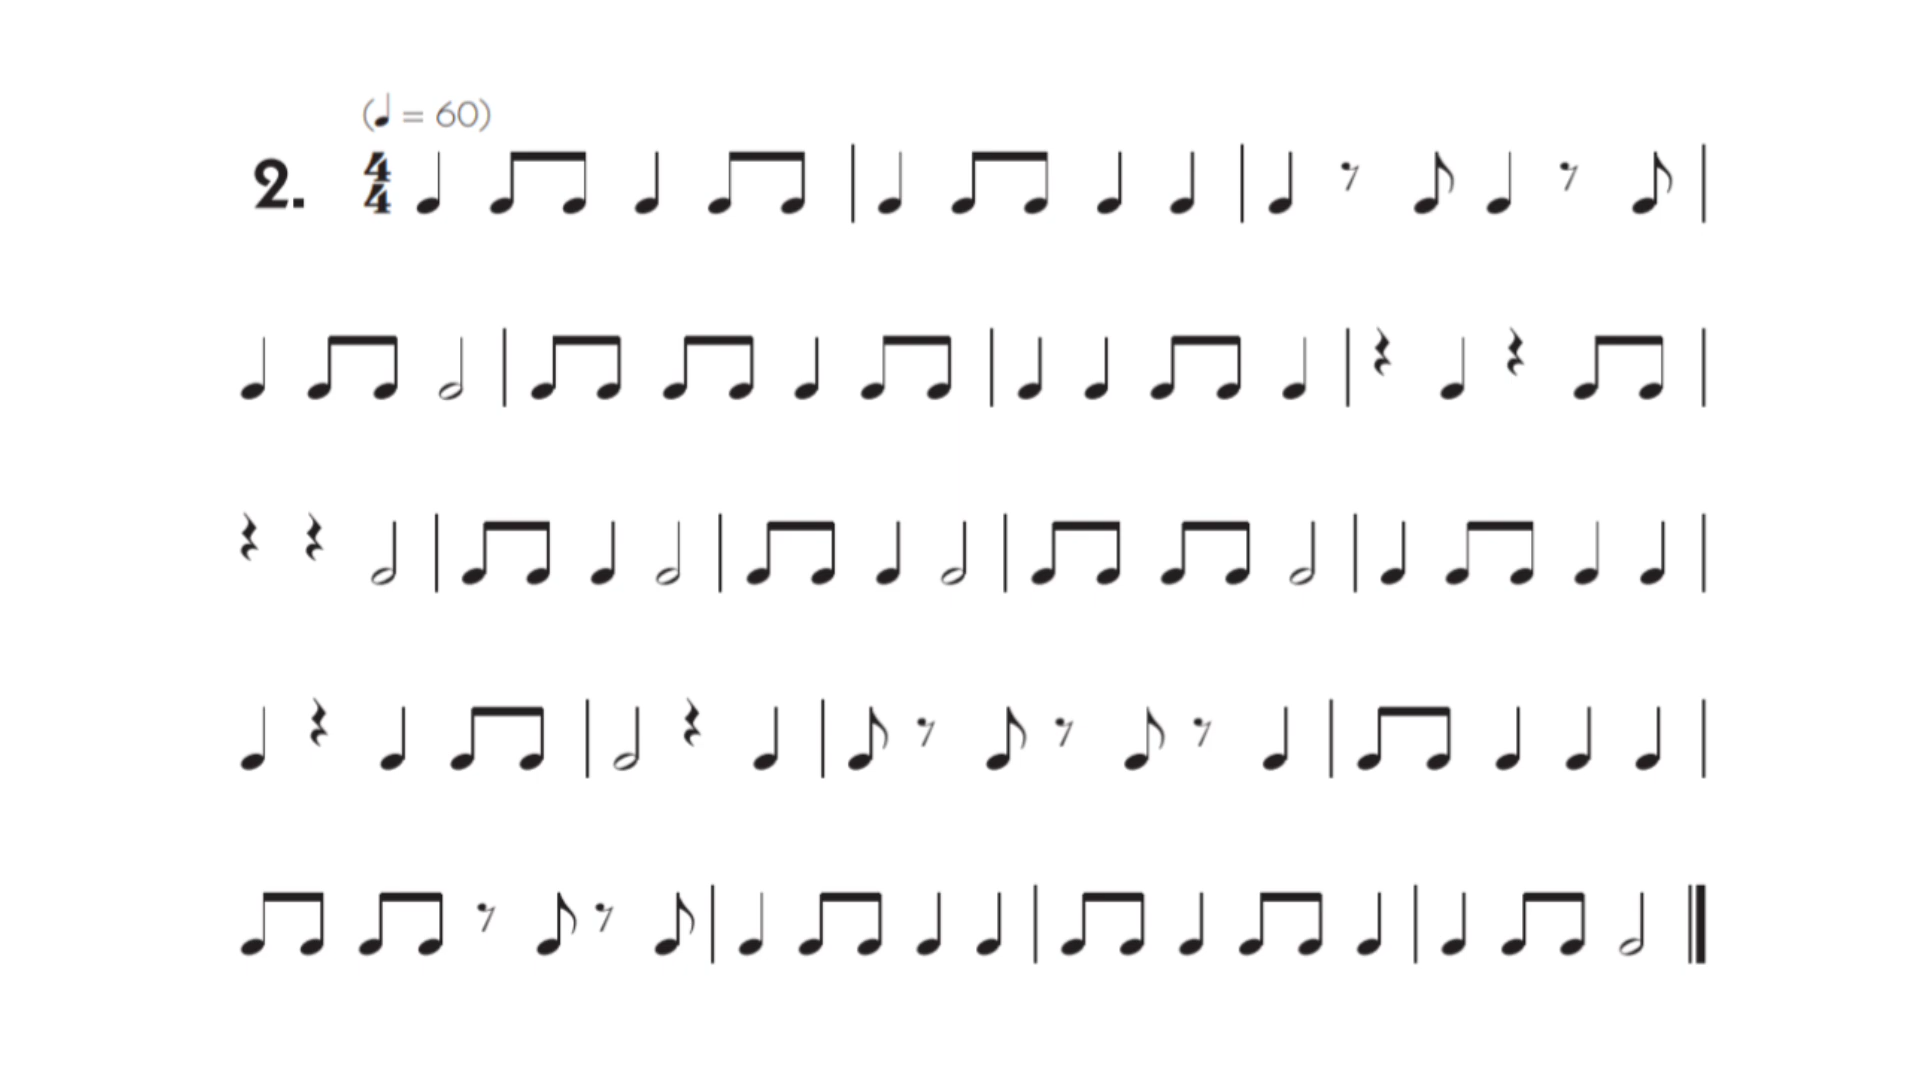 (♩ = 60)
2. 4/4